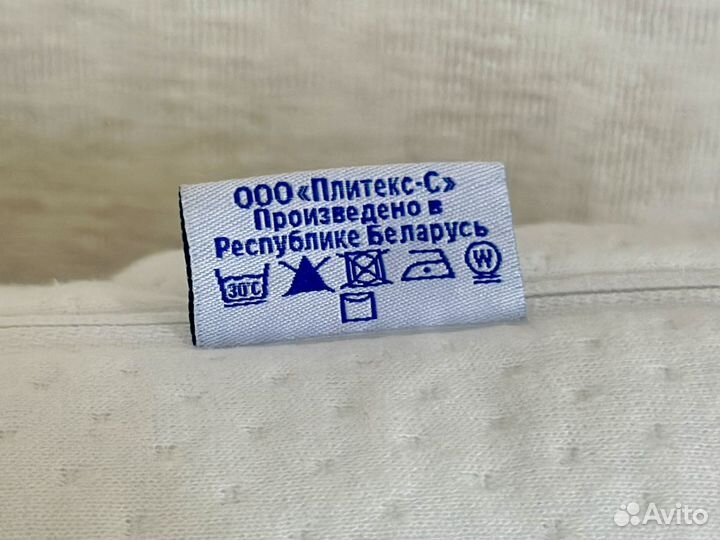 ООО «Плитекс-С»
Произведено в
Республике Беларусь
30°C
W
Avito